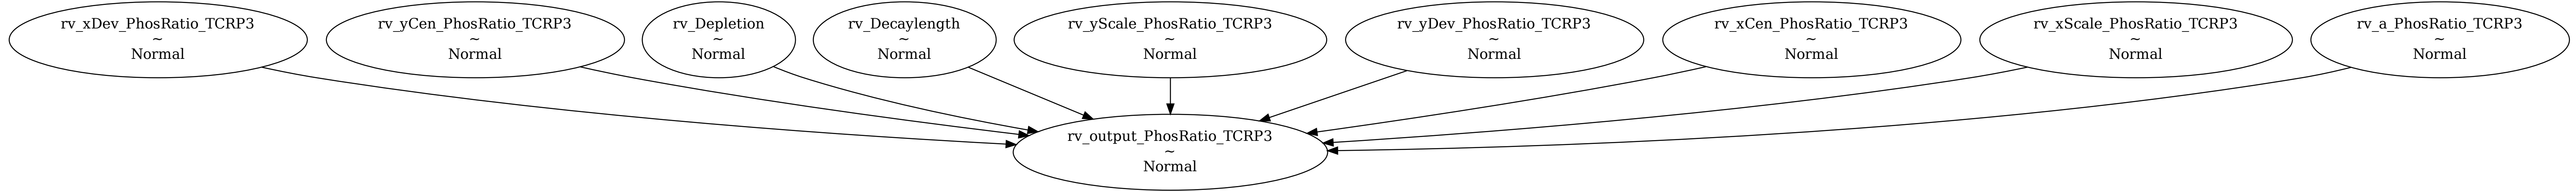 rv_xDev_PhosRatio_TCRP3
~
Normal
rv_yCen_PhosRatio_TCRP3
~
Normal
rv_Depletion
~
Normal
rv_Decaylength
~
Normal
rv_yScale_PhosRatio_TCRP3
~
Normal
rv_yDev_PhosRatio_TCRP3
~
Normal
rv_xCen_PhosRatio_TCRP3
~
Normal
rv_xScale_PhosRatio_TCRP3
~
Normal
rv_a_PhosRatio_TCRP3
~
Normal
rv_output_PhosRatio_TCRP3
~
Normal